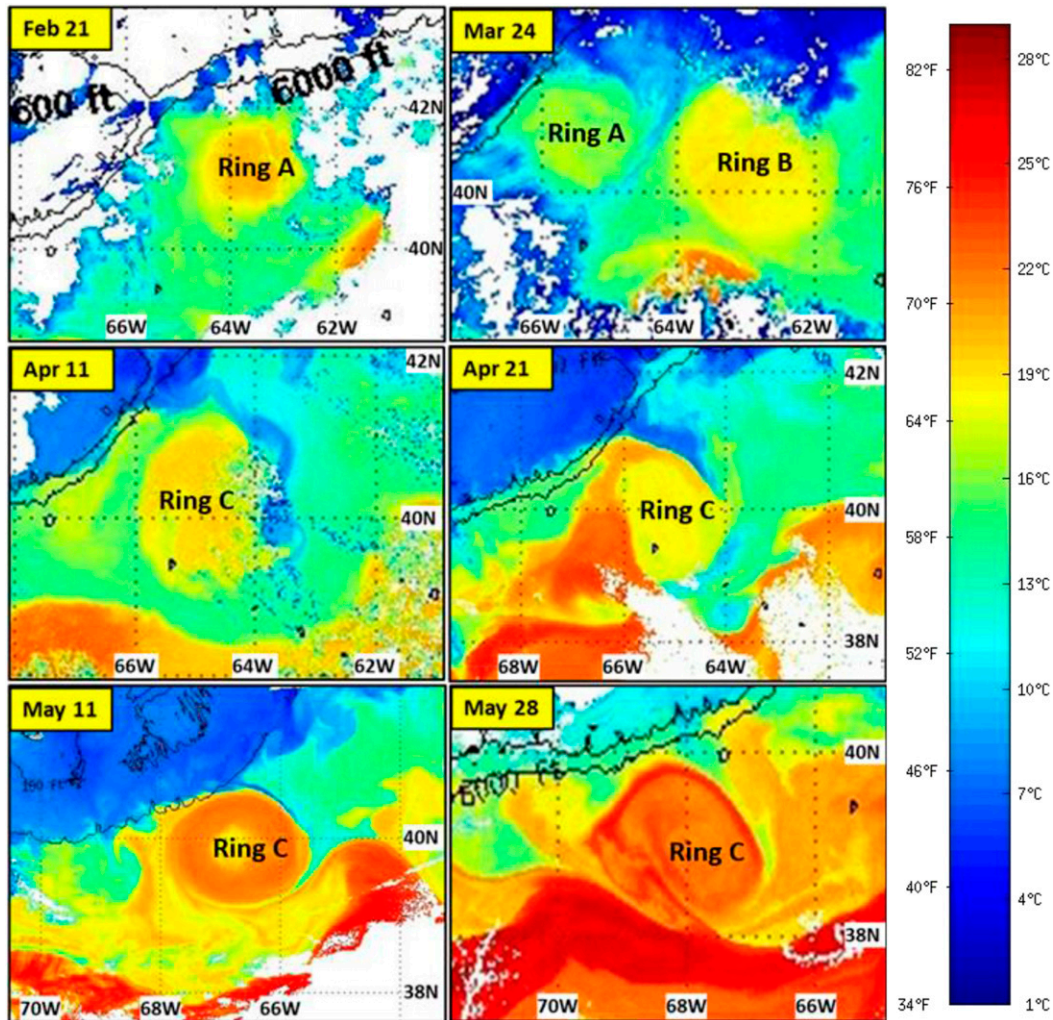 Feb 21
600 ft
6000 ft
42N
Ring A
40N
66W
64W
62W
Mar 24
Ring A
Ring B
40N
66W
64W
62W
Apr 11
42N
Ring C
40N
66W
64W
62W
Apr 21
42N
Ring C
40N
38N
68W
66W
64W
May 11
Ring C
40N
38N
70W
68W
66W
May 28
40N
Ring C
38N
70W
68W
66W
82°F
76°F
70°F
64°F
58°F
52°F
46°F
40°F
34°F
28°C
25°C
22°C
19°C
16°C
13°C
10°C
7°C
4°C
1°C